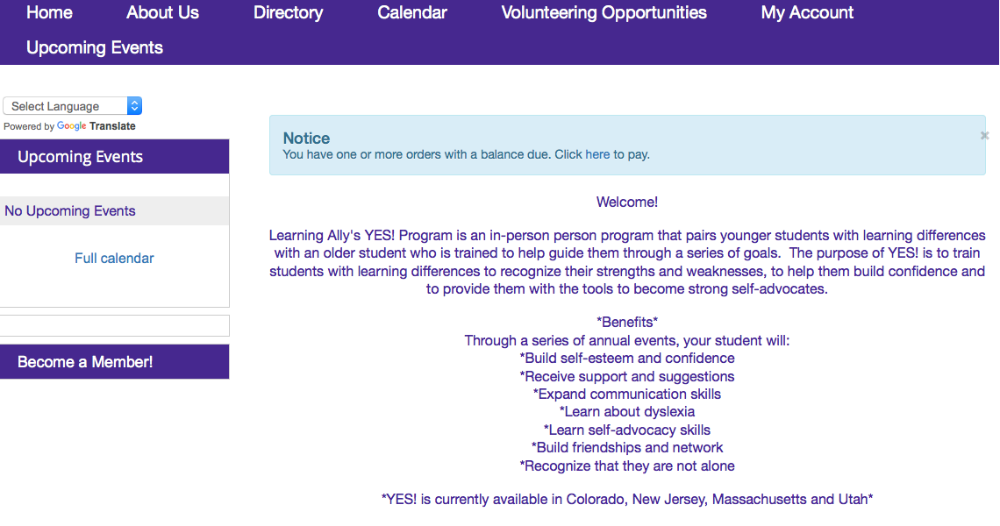 Home About Us Directory Calendar Volunteering Opportunities My Account
Upcoming Events
Select Language
Powered by Google Translate
Upcoming Events
No Upcoming Events
Full calendar
Become a Member!
Notice
×
You have one or more orders with a balance due. Click here to pay.
Welcome!
Learning Ally's YES! Program is an in-person person program that pairs younger students with learning differences
with an older student who is trained to help guide them through a series of goals.  The purpose of YES! is to train
students with learning differences to recognize their strengths and weaknesses, to help them build confidence and
to provide them with the tools to become strong self-advocates.
*Benefits*
Through a series of annual events, your student will:
*Build self-esteem and confidence
*Receive support and suggestions
*Expand communication skills
*Learn about dyslexia
*Learn self-advocacy skills
*Build friendships and network
*Recognize that they are not alone
*YES! is currently available in Colorado, New Jersey, Massachusetts and Utah*